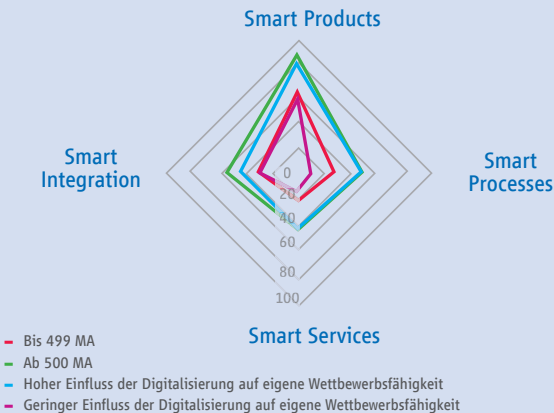 Smart Products
Smart
Integration
Smart
Processes
0
20
40
60
80
100
Smart Services
Bis 499 MA
Ab 500 MA
Hoher Einfluss der Digitalisierung auf eigene Wettbewerbsfähigkeit
Geringer Einfluss der Digitalisierung auf eigene Wettbewerbsfähigkeit